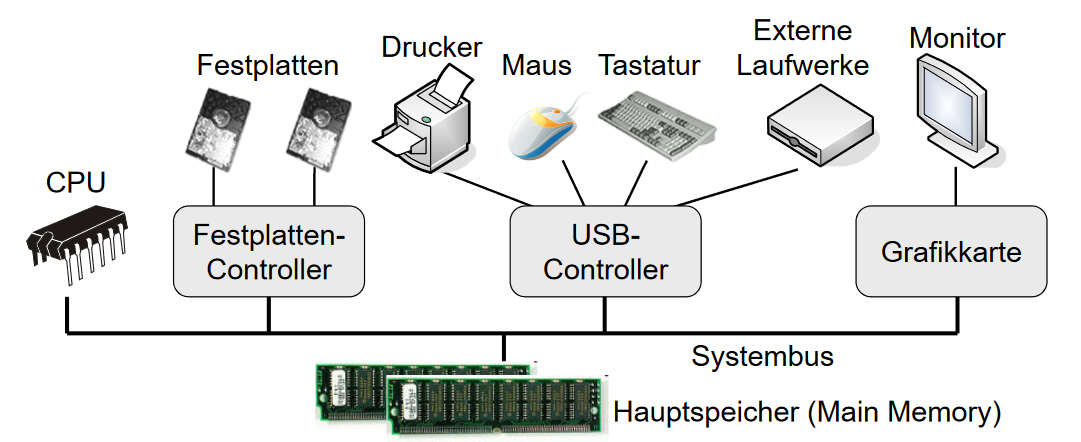 Drucker
Externe
Laufwerke
Monitor
Festplatten
Maus
Tastatur
CPU
Festplatten-
Controller
USB-
Controller
Grafikkarte
Systembus
Hauptspeicher (Main Memory)